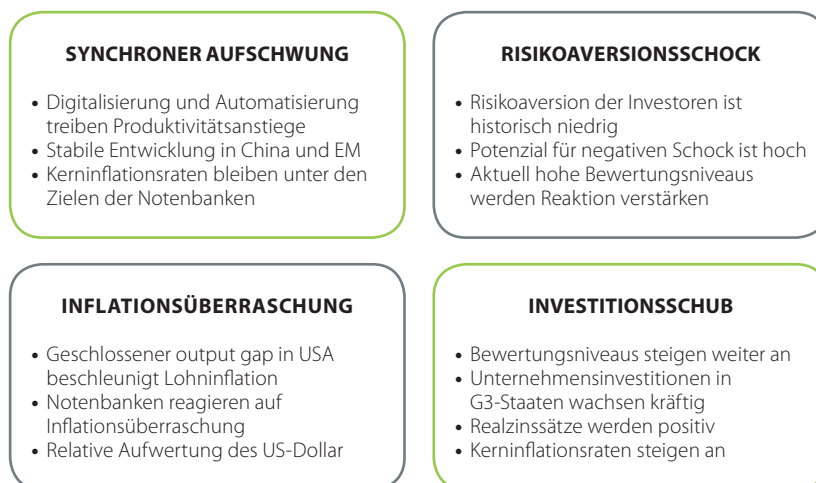 SYNCHRONER AUFSCHWUNG
• Digitalisierung und Automatisierung
treiben Produktivitätsanstiege
• Stabile Entwicklung in China und EM
• Kerninflationsraten bleiben unter den
Zielen der Notenbanken
RISIKOAVERSIONSSCHOCK
• Risikoaversion der Investoren ist
historisch niedrig
• Potenzial für negativen Schock ist hoch
• Aktuell hohe Bewertungsniveaus
werden Reaktion verstärken
INFLATIONSÜBERRASCHUNG
• Geschlossener output gap in USA
beschleunigt Lohninflation
• Notenbanken reagieren auf
Inflationsüberraschung
• Relative Aufwertung des US-Dollar
INVESTITIONSSCHUB
• Bewertungsniveaus steigen weiter an
• Unternehmensinvestitionen in
G3-Staaten wachsen kräftig
• Realzinssätze werden positiv
• Kerninflationsraten steigen an